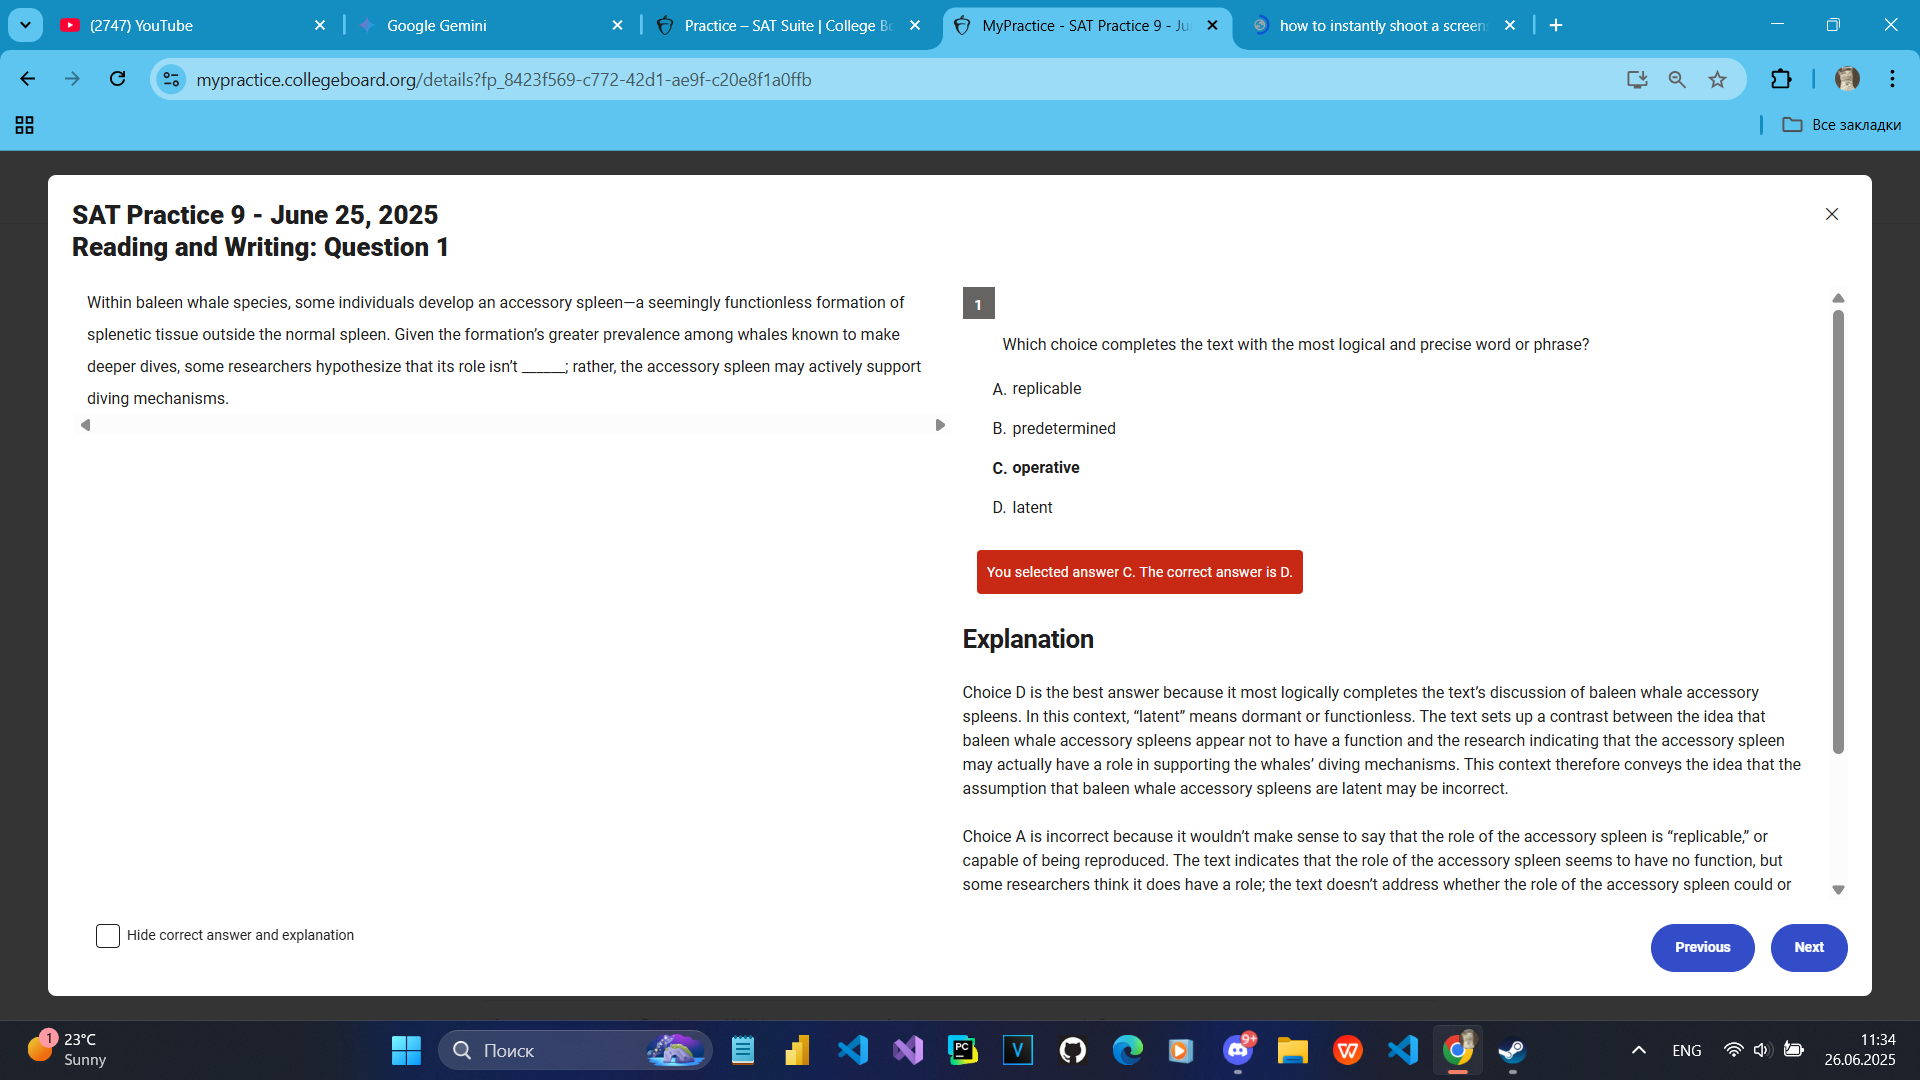 (2747) YouTube
Google Gemini
Practice – SAT Suite | College Bo
MyPractice - SAT Practice 9 - Ju
how to instantly shoot a screens
mypractice.collegeboard.org/details?fp_8423f569-c772-42d1-ae9f-c20e8f1a0ffb
Все закладки
SAT Practice 9 - June 25, 2025
Reading and Writing: Question 1
Within baleen whale species, some individuals develop an accessory spleen—a seemingly functionless formation of
splenetic tissue outside the normal spleen. Given the formation’s greater prevalence among whales known to make
deeper dives, some researchers hypothesize that its role isn’t ______; rather, the accessory spleen may actively support
diving mechanisms.
1
Which choice completes the text with the most logical and precise word or phrase?
A. replicable
B. predetermined
C. operative
D. latent
You selected answer C. The correct answer is D.
Explanation
Choice D is the best answer because it most logically completes the text’s discussion of baleen whale accessory
spleens. In this context, “latent” means dormant or functionless. The text sets up a contrast between the idea that
baleen whale accessory spleens appear not to have a function and the research indicating that the accessory spleen
may actually have a role in supporting the whales’ diving mechanisms. This context therefore conveys the idea that the
assumption that baleen whale accessory spleens are latent may be incorrect.
Choice A is incorrect because it wouldn’t make sense to say that the role of the accessory spleen is “replicable,” or
capable of being reproduced. The text indicates that the role of the accessory spleen seems to have no function, but
some researchers think it does have a role; the text doesn’t address whether the role of the accessory spleen could or
Hide correct answer and explanation
Previous
Next
1
23°C
Sunny
Поиск
PC
V
9+
W
ENG
11:34
26.06.2025